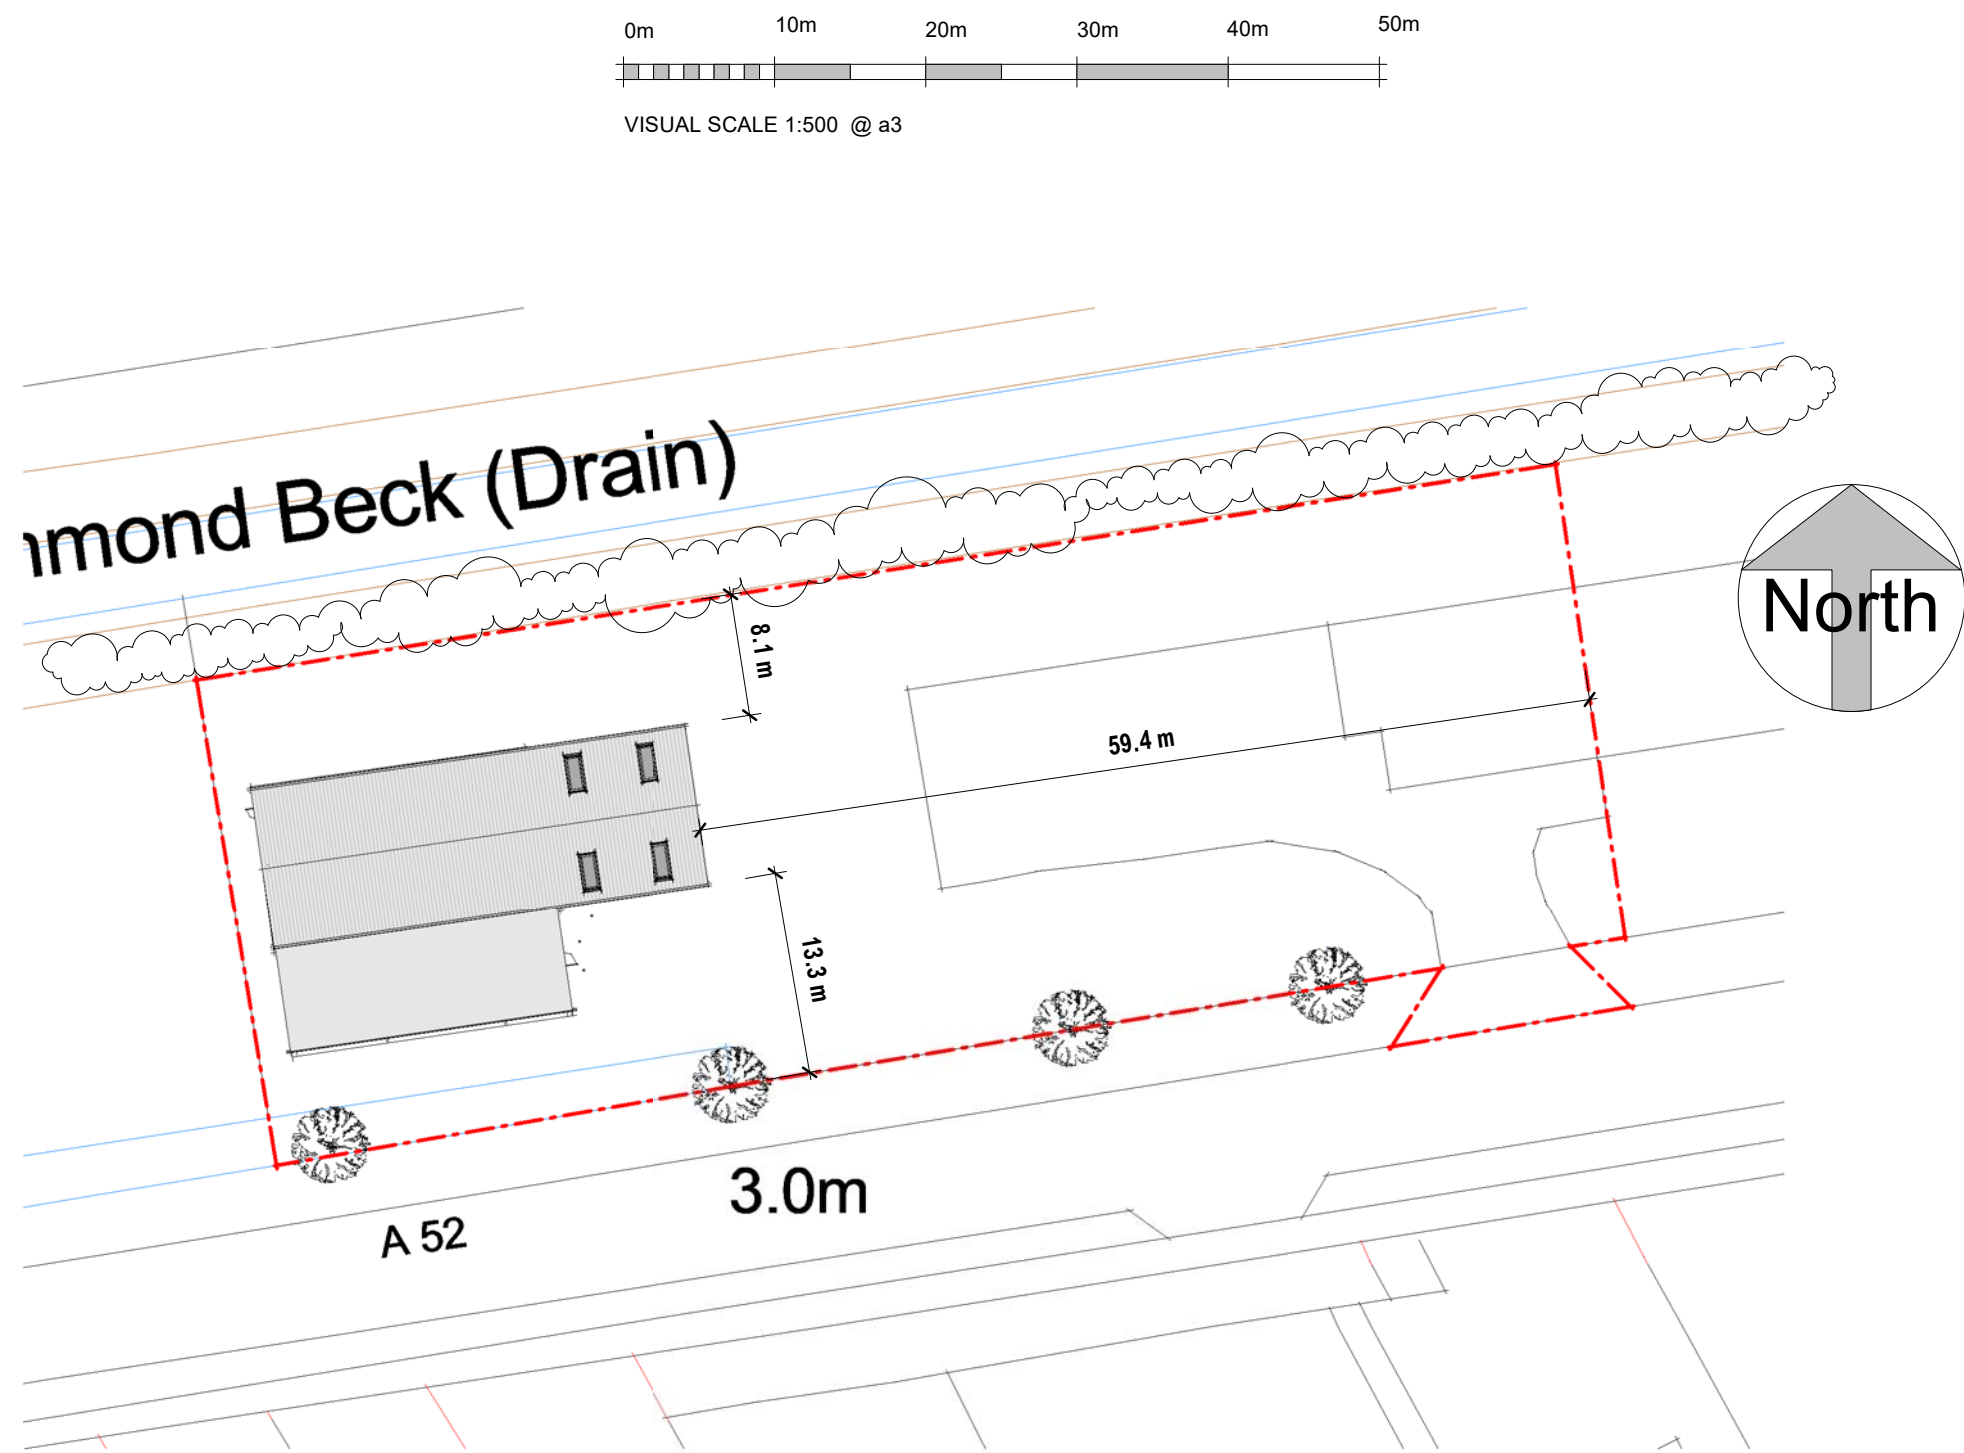 0m 10m 20m 30m 40m 50m
VISUAL SCALE 1:500 @ a3
mond Beck (Drain)
North
8.1 m
59.4 m
13.3 m
3.0m
A 52